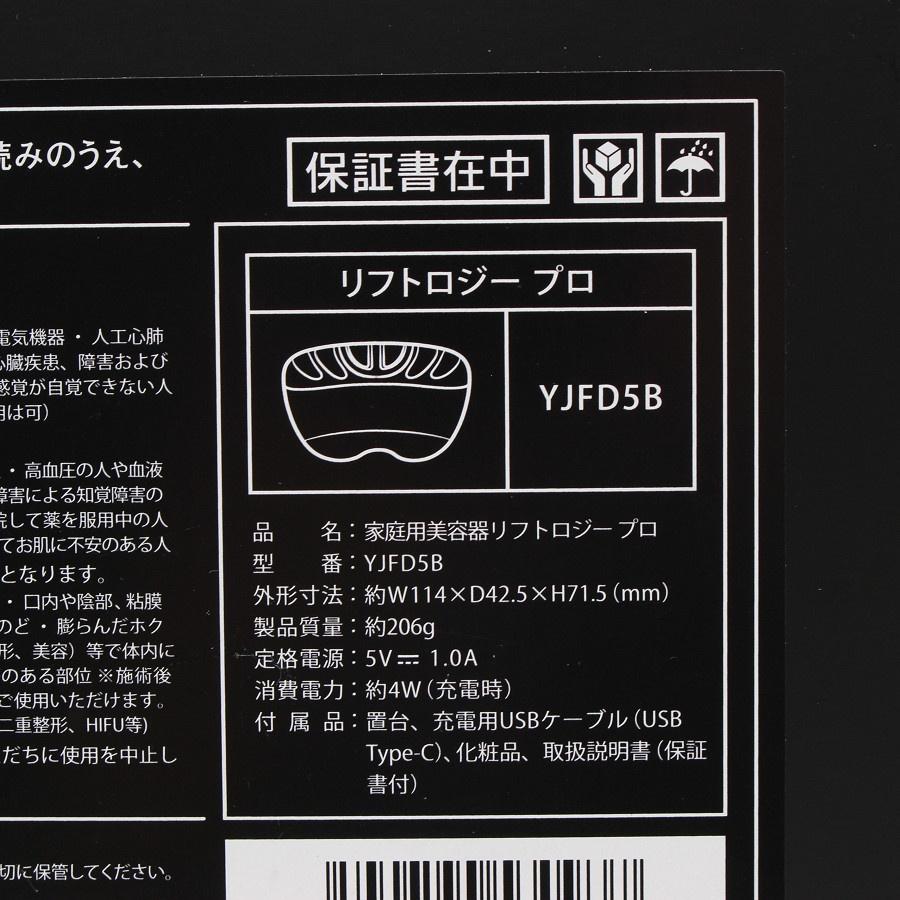 読みのうえ、
保証書在中
電気機器 ・ 人工心肺
心臓疾患、障害および
感覚が自覚できない人
用は可）
・ 高血圧の人や血液
障害による知覚障害の
院して薬を服用中の人
てお肌に不安のある人
となります。
・ 口内や陰部、粘膜
のど ・ 膨らんだホク
形、美容）等で体内に
のある部位 ※施術後
ご使用いただけます。
二重整形、HIFU等)
だちに使用を中止し
切に保管してください。
リフトロジー プロ
YJFD5B
品　　名：家庭用美容器リフトロジー プロ
型　　番：YJFD5B
外形寸法：約W114×D42.5×H71.5（mm）
製品質量：約206g
定格電源：5V⎓ 1.0A
消費電力：約4W（充電時）
付 属 品：置台、充電用USBケーブル（USB
Type-C）、化粧品、取扱説明書（保証
書付）